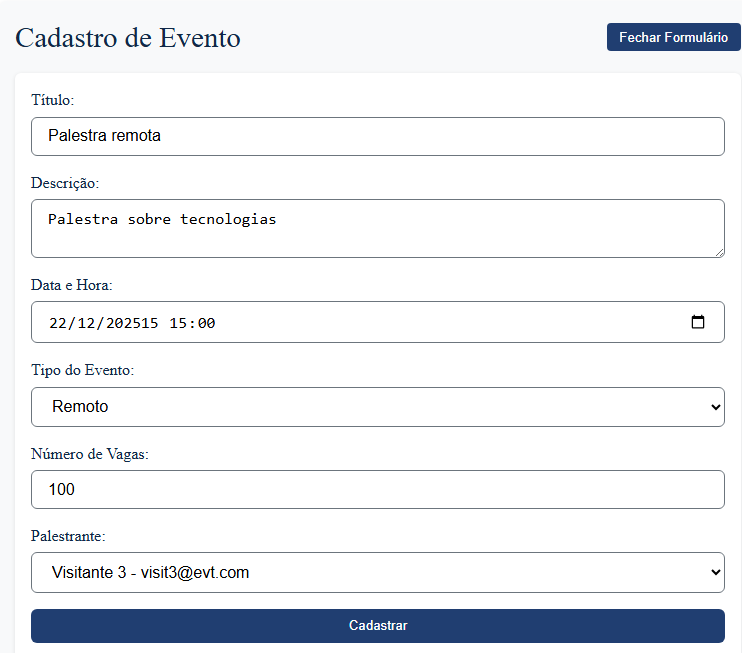 Cadastro de Evento
Fechar Formulário
Título:
Palestra remota
Descrição:
Palestra sobre tecnologias
Data e Hora:
22/12/202515 15:00
Tipo do Evento:
Remoto
Número de Vagas:
100
Palestrante:
Visitante 3 - visit3@evt.com
Cadastrar